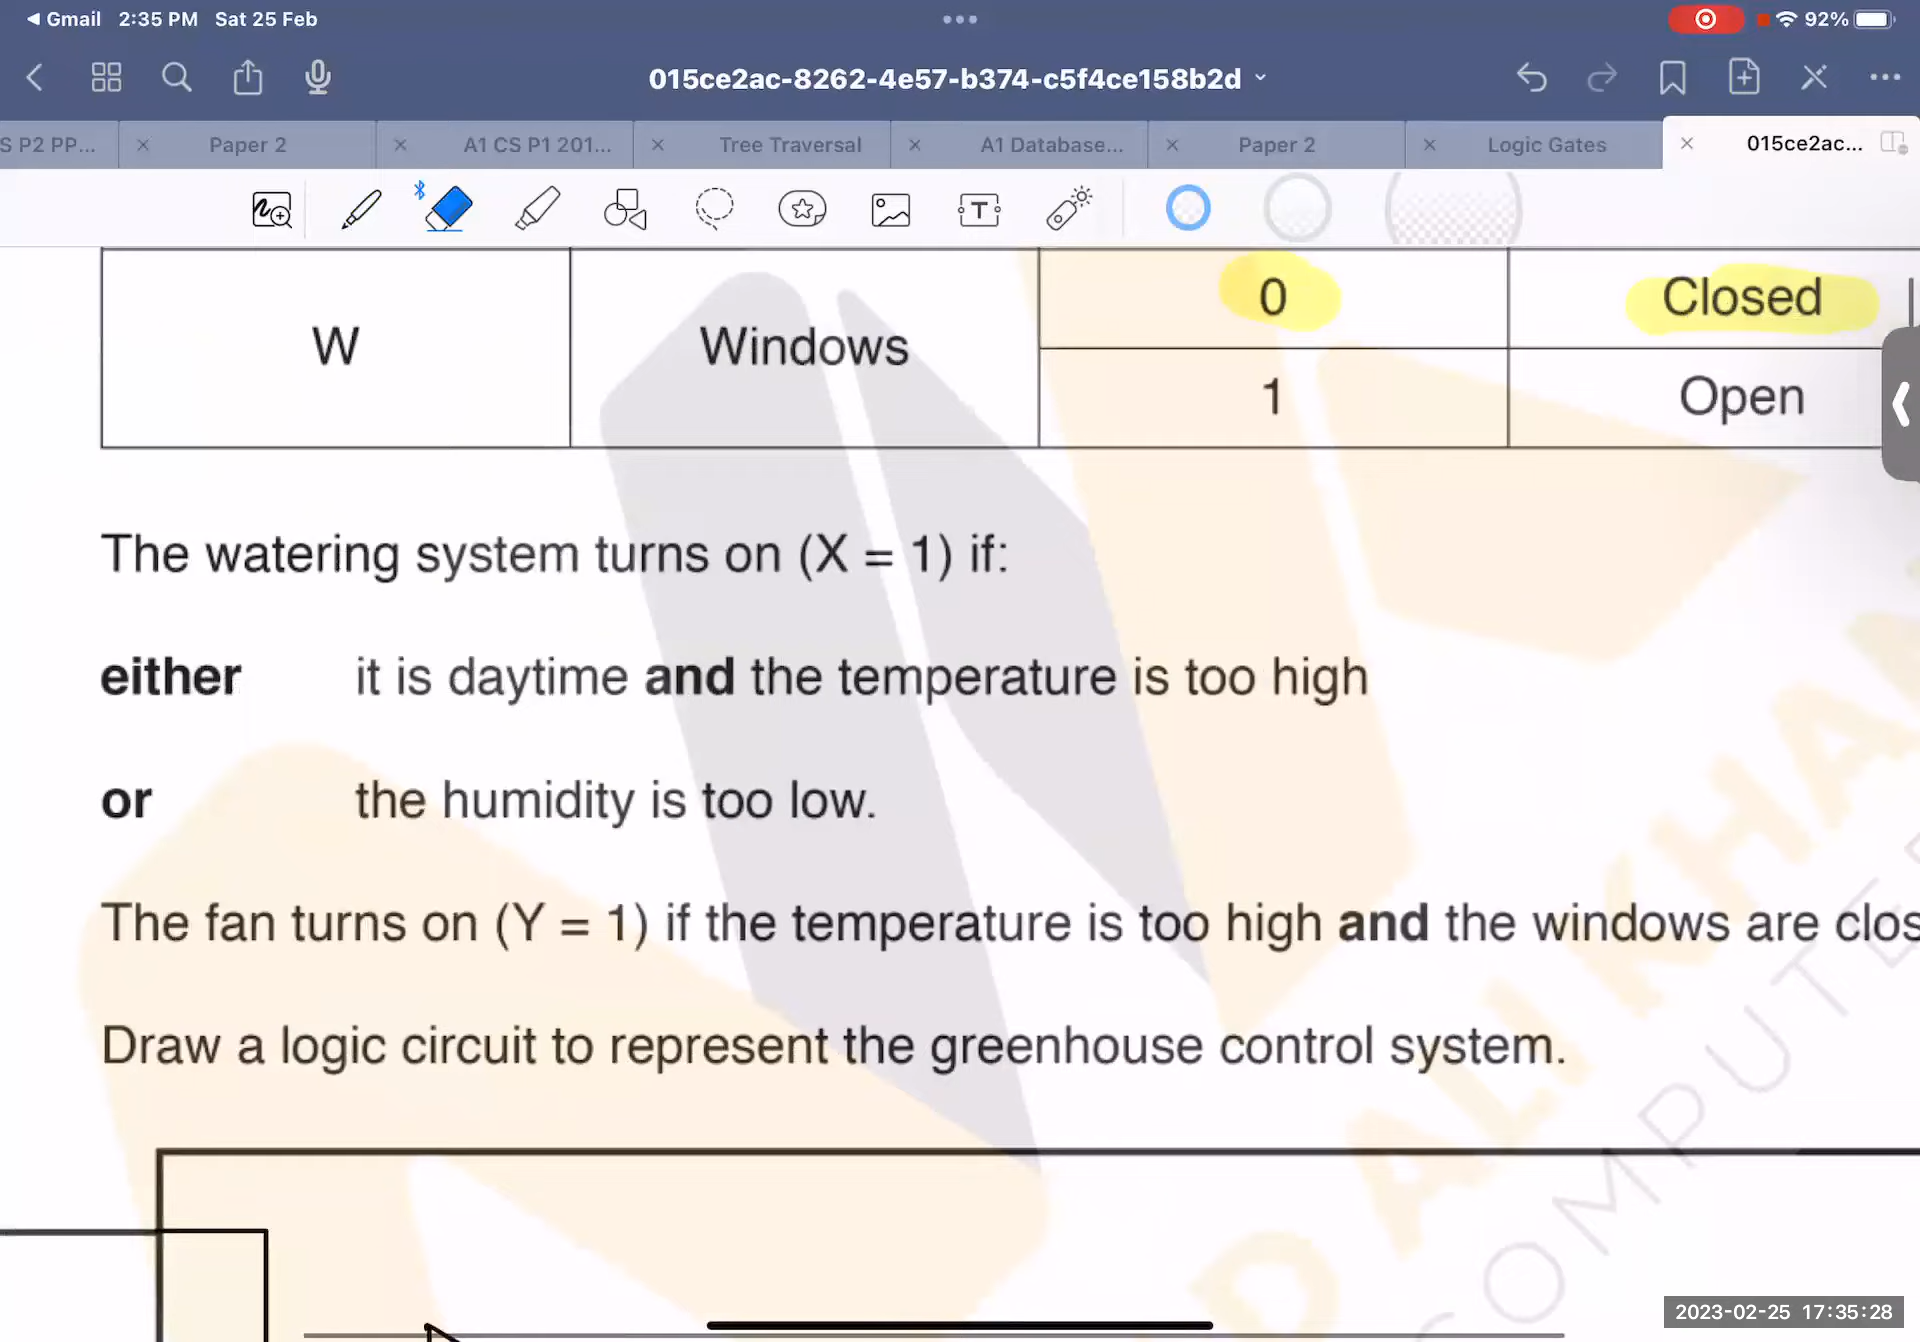 Gmail 2:35 PM Sat 25 Feb
92%
015ce2ac-8262-4e57-b374-c5f4ce158b2d
S P2 PP...
Paper 2
A1 CS P1 201...
Tree Traversal
A1 Database...
Paper 2
Logic Gates
015ce2ac...
W Windows 0 Closed
1 Open
The watering system turns on (X = 1) if:
either it is daytime and the temperature is too high
or the humidity is too low.
The fan turns on (Y = 1) if the temperature is too high and the windows are clos
Draw a logic circuit to represent the greenhouse control system.
D ALI KHA
COMPUTE
2023-02-25 17:35:28